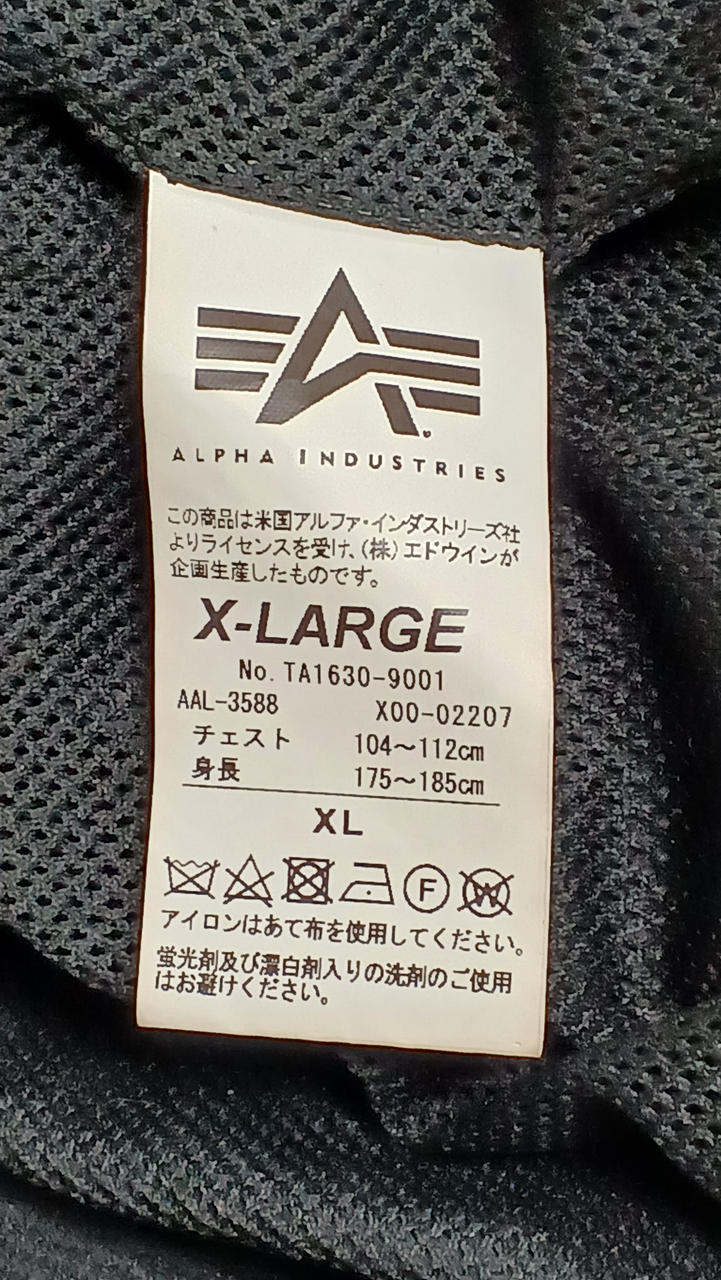 ALPHA INDUSTRIES
この商品は米国アルファ・インダストリーズ社
よりライセンスを受け、(株)エドウインが
企画生産したものです。
X-LARGE
No. TA1630-9001
AAL-3588 X00-02207
チェスト 104〜112cm
身長 175〜185cm
XL
F W
アイロンはあて布を使用してください。
蛍光剤及び漂白剤入りの洗剤のご使用
はお避けください。